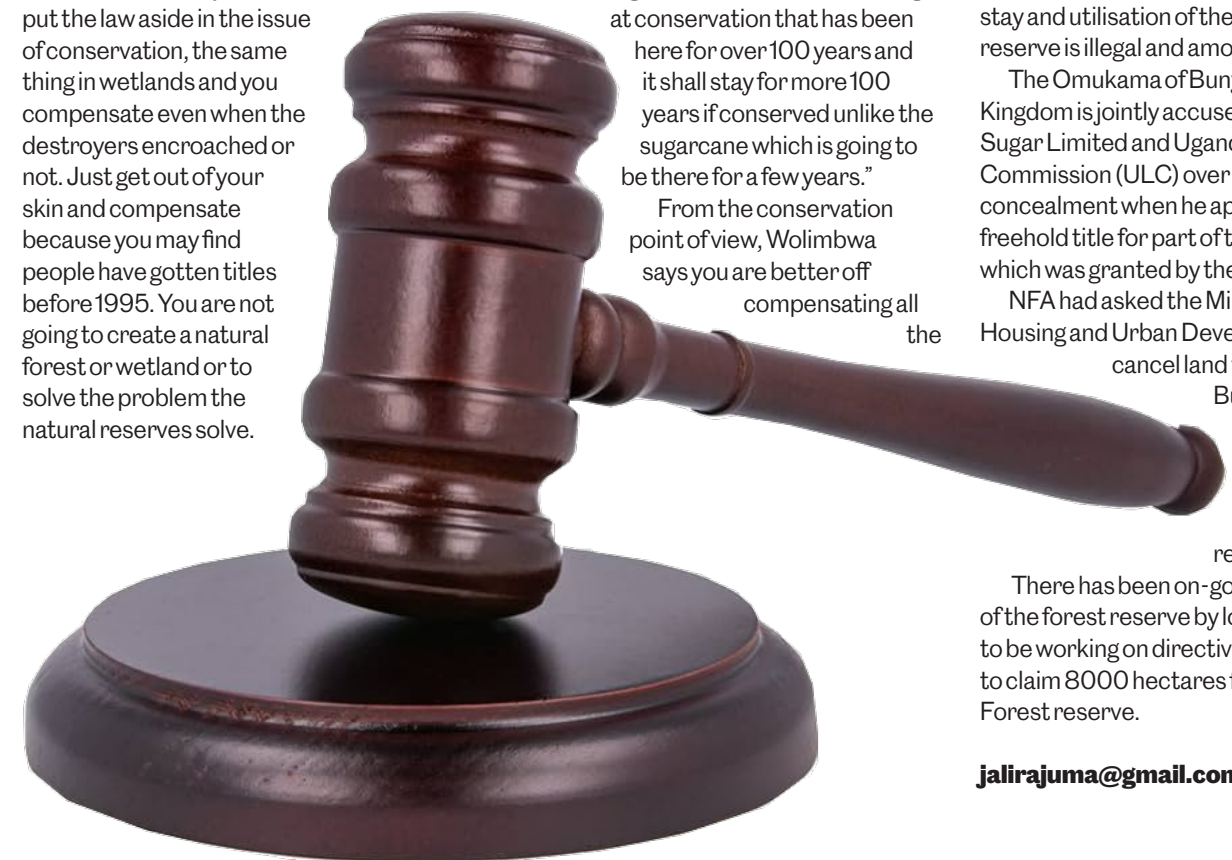 put the law aside in the issue
of conservation, the same
thing in wetlands and you
compensate even when the
destroyers encroached or
not. Just get out of your
skin and compensate
because you may find
people have gotten titles
before 1995. You are not
going to create a natural
forest or wetland or to
solve the problem the
natural reserves solve.
at conservation that has been
here for over 100 years and
it shall stay for more 100
years if conserved unlike the
sugarcane which is going to
be there for a few years.”
From the conservation
point of view, Wolimbwa
says you are better off
compensating all
the
stay and utilisation of the
reserve is illegal and amo
The Omukama of Buny
Kingdom is jointly accuse
Sugar Limited and Ugand
Commission (ULC) over
concealment when he ap
freehold title for part of t
which was granted by the
NFA had asked the Mi
Housing and Urban Deve
cancel land
Bu
re
There has been on-go
of the forest reserve by lo
to be working on directiv
to claim 8000 hectares f
Forest reserve.
jalirajuma@gmail.com